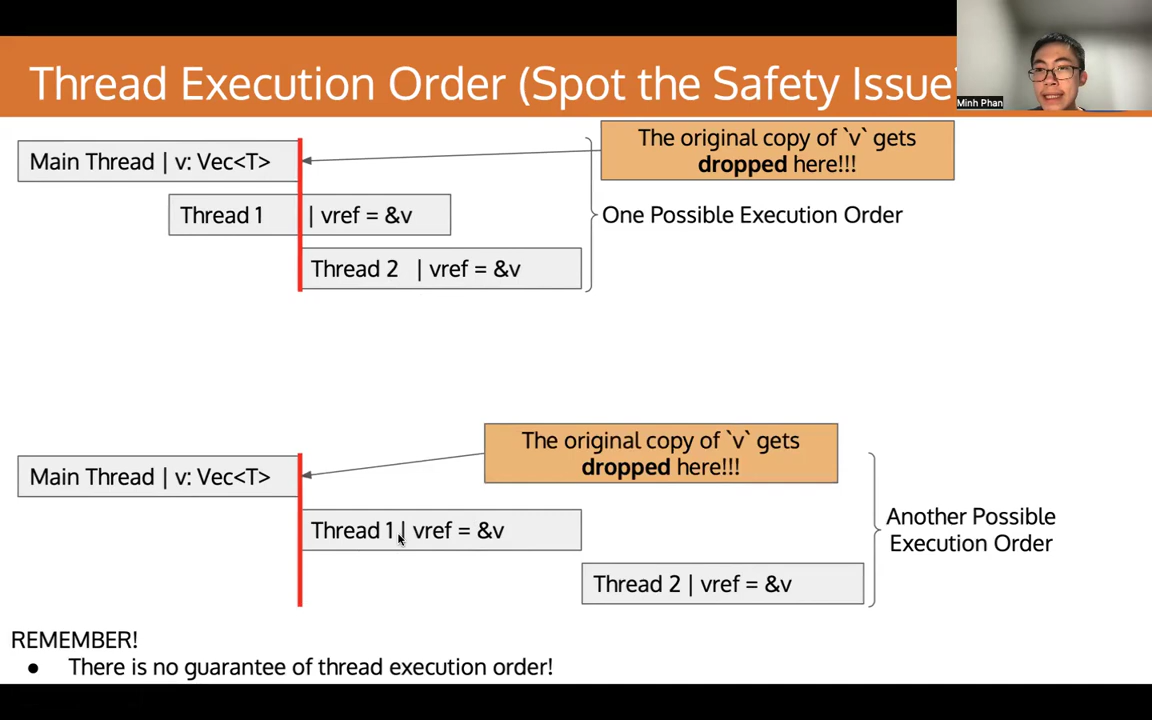 Thread Execution Order (Spot the Safety Issue
Minh Phan
The original copy of `v` gets
dropped here!!!
Main Thread | v: Vec<T>
Thread 1 | vref = &v
One Possible Execution Order
Thread 2 | vref = &v
The original copy of `v` gets
dropped here!!!
Main Thread | v: Vec<T>
Thread 1 | vref = &v
Another Possible
Execution Order
Thread 2 | vref = &v
REMEMBER!
● There is no guarantee of thread execution order!